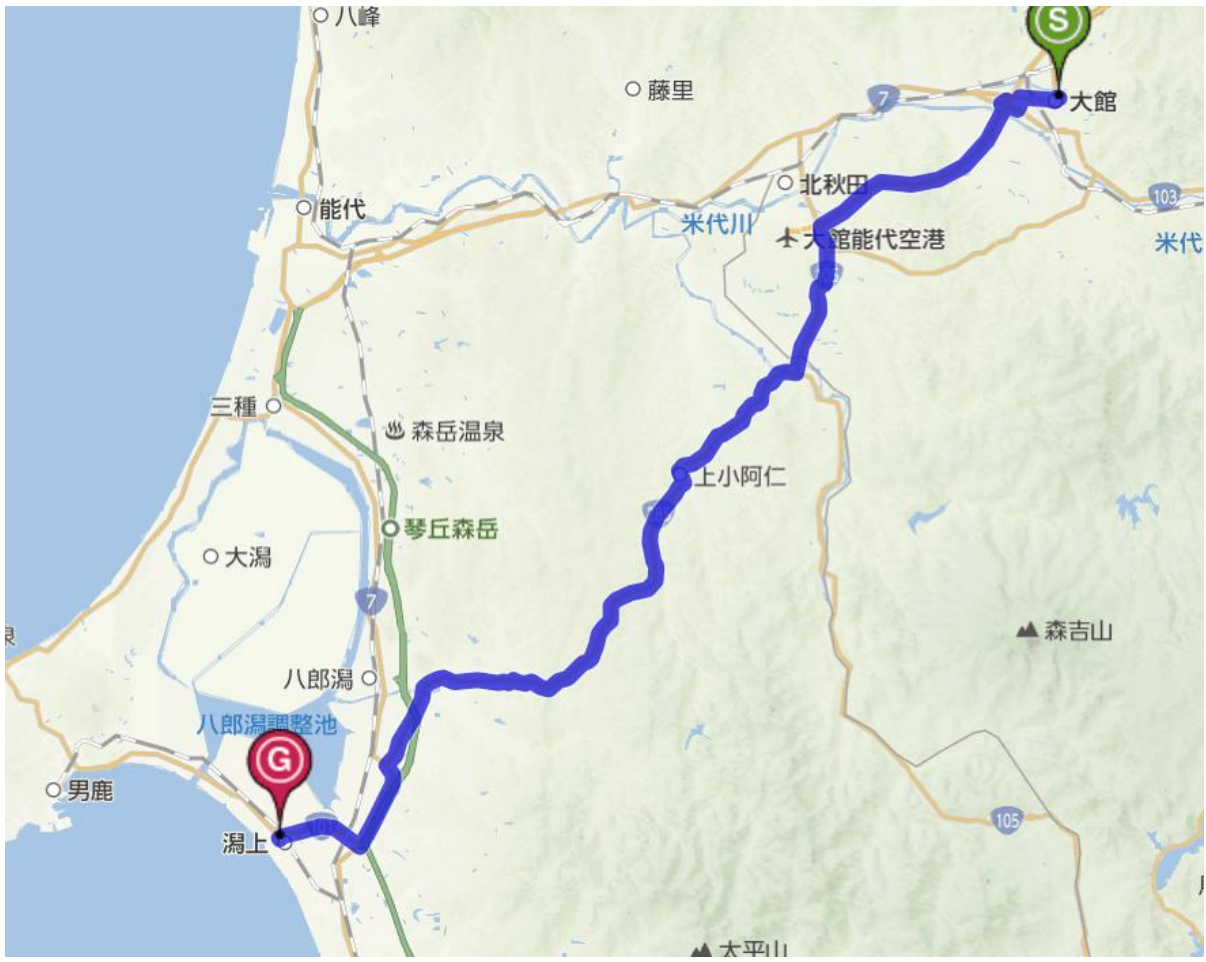 八峰
S
藤里
7
大館
北秋田
103
能代
米代川
大館能代空港
米代
三種
森岳温泉
上小阿仁
琴丘森岳
大潟
7
森吉山
八郎潟
八郎潟調整池
G
男鹿
潟上
105
太平山